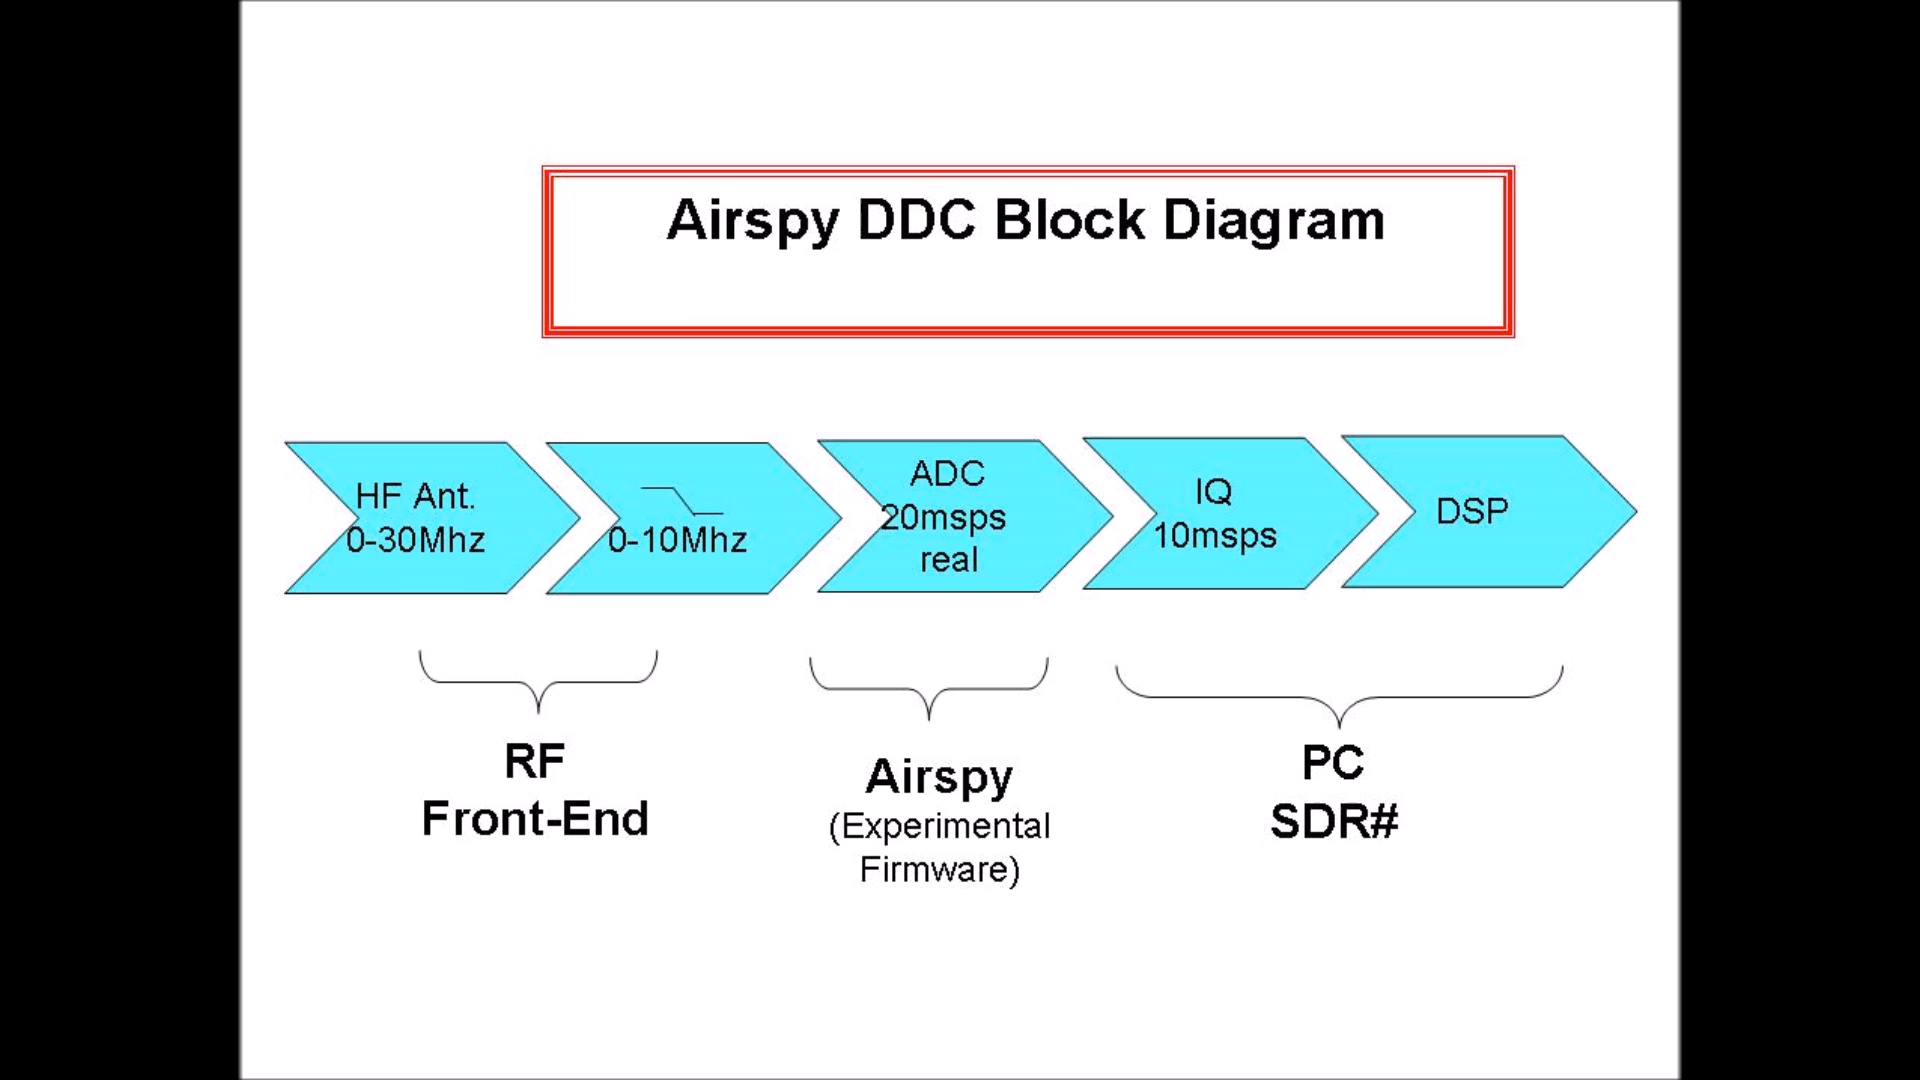 Airspy DDC Block Diagram
HF Ant.
0-30Mhz
0-10Mhz
ADC
20msps
real
IQ
10msps
DSP
RF
Front-End
Airspy
(Experimental
Firmware)
PC
SDR#